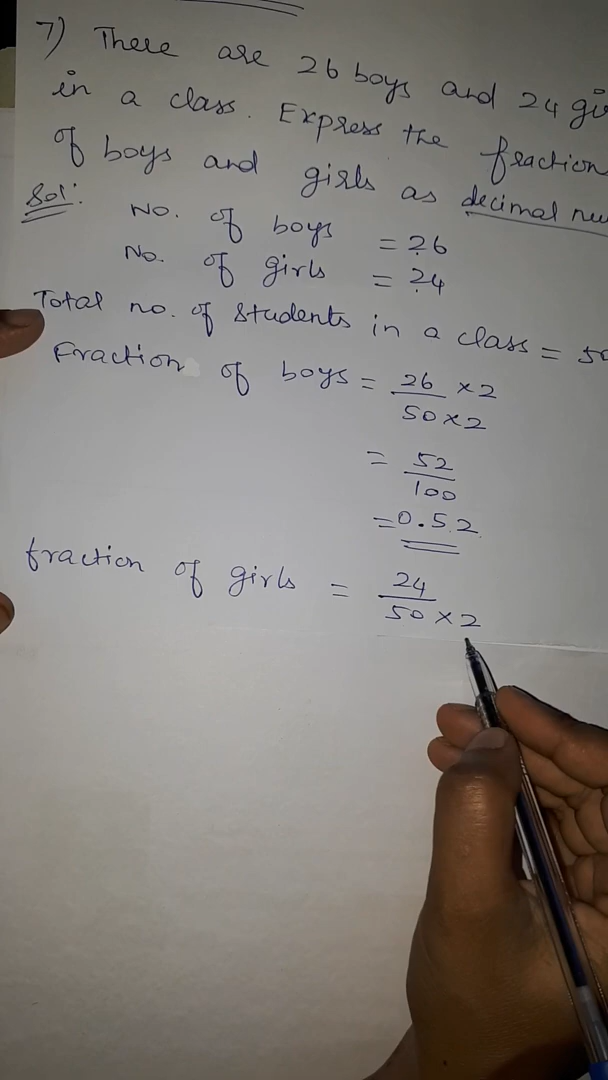 7) There are 26 boys and 24
in a class. Express the fraction
of boys and girls as decimal
Sol:
No. of boys = 26
No. of girls = 24
Total no. of students in a class = 50
Fraction of boys = 26 × 2
50 × 2
= 52
100
= 0.52
fraction of girls = 24
50 × 2